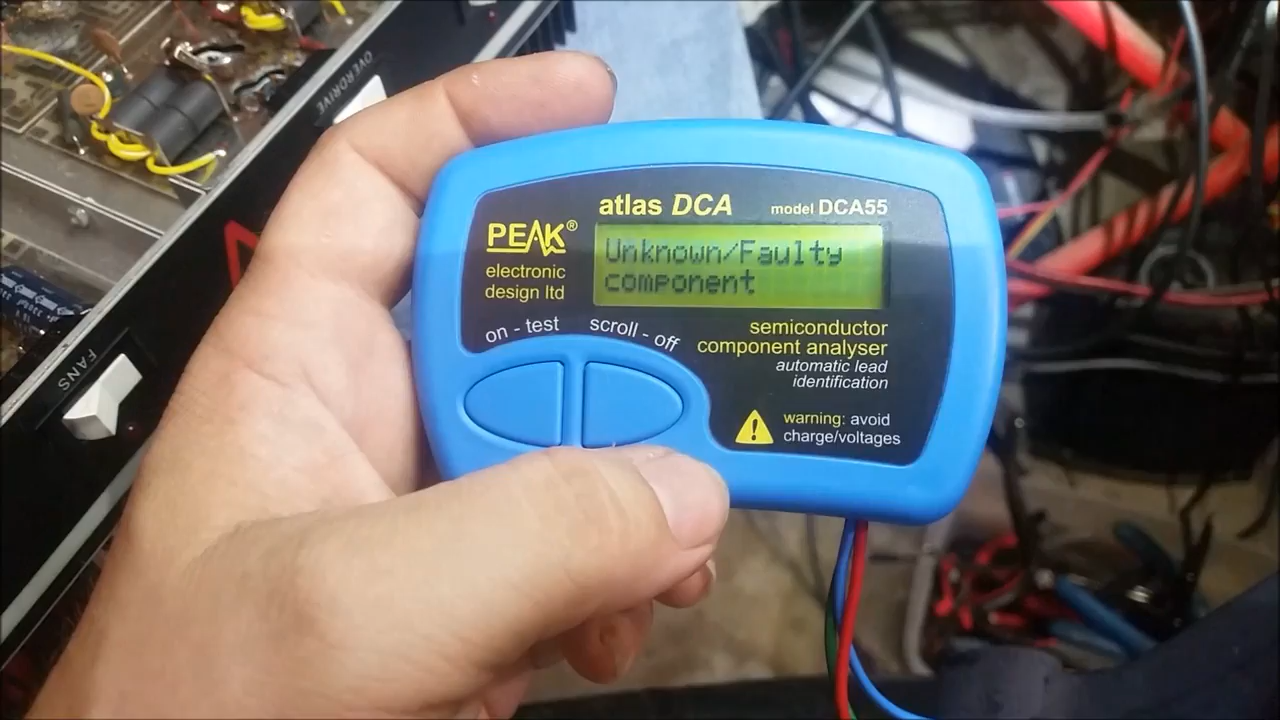 OVERDRIVE
FANS
atlas DCA
model DCA55
PEAK®
electronic
design ltd
Unknown/Faulty
component
on - test
scroll - off
semiconductor
component analyser
automatic lead
identification
warning: avoid
charge/voltages